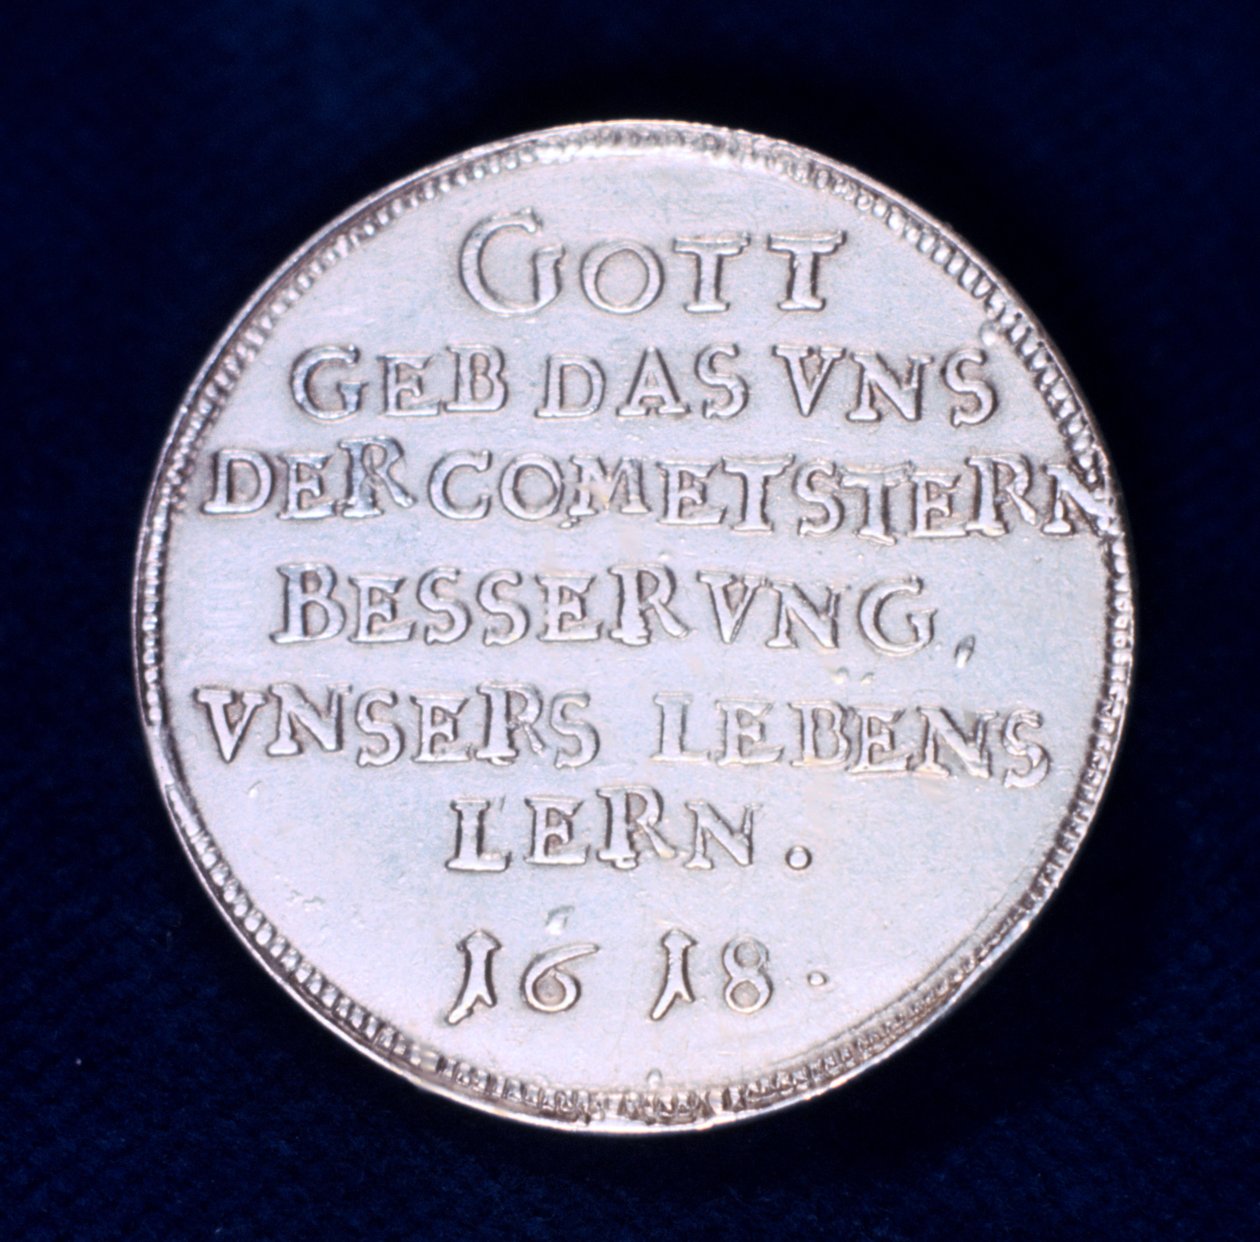 GOTT
GEB DAS VNS
DER COMETSTERN
BESSERVNG,
VNSERS LEBENS
LERN.
1618.